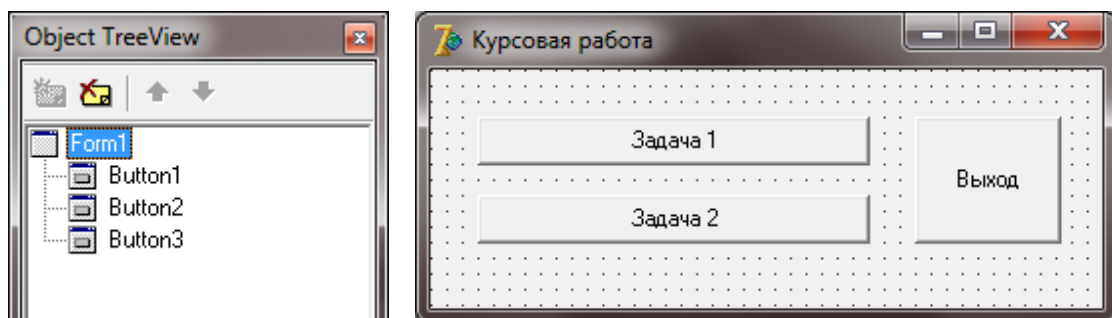 Object TreeView
Form1
Button1
Button2
Button3
Курсовая работа
Задача 1
Задача 2
Выход